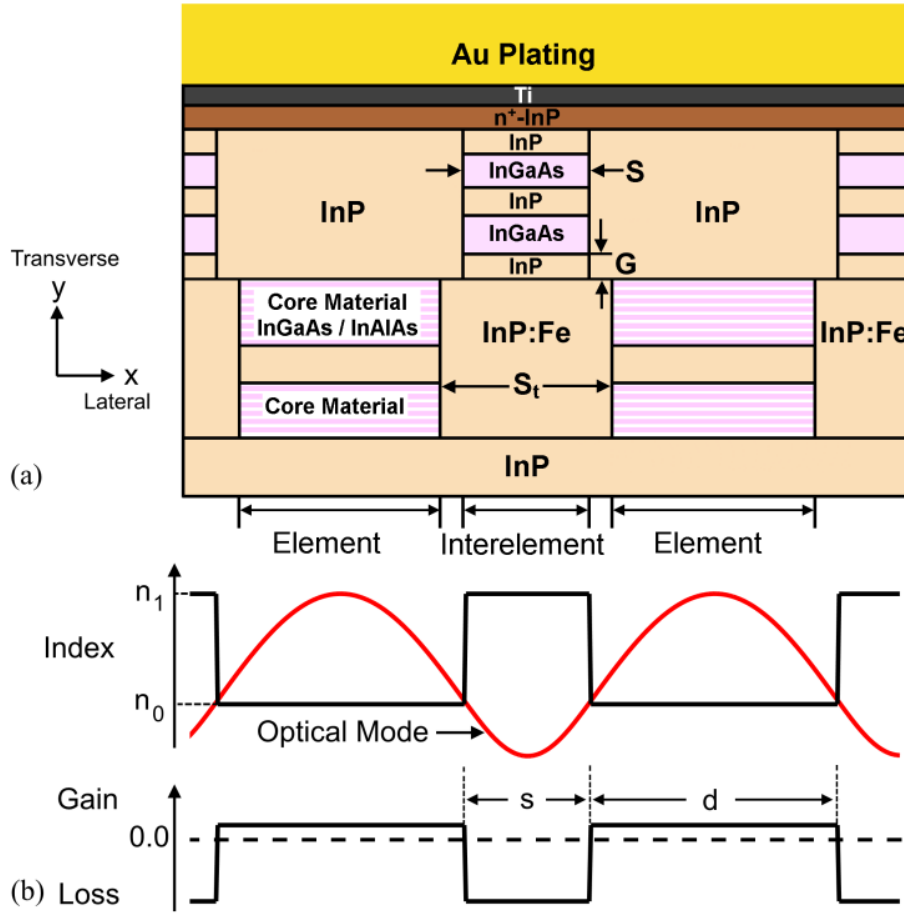 Au Plating
Ti
n⁺-InP
InP
InGaAs
S
InP
InP
InP
InGaAs
G
InP
Transverse
y
x
Lateral
Core Material
InGaAs / InAlAs
InP:Fe
InP:Fe
Sₜ
Core Material
InP
(a)
Element
Interelement
Element
n₁
Index
n₀
Optical Mode
Gain
s
d
0.0
(b)
Loss